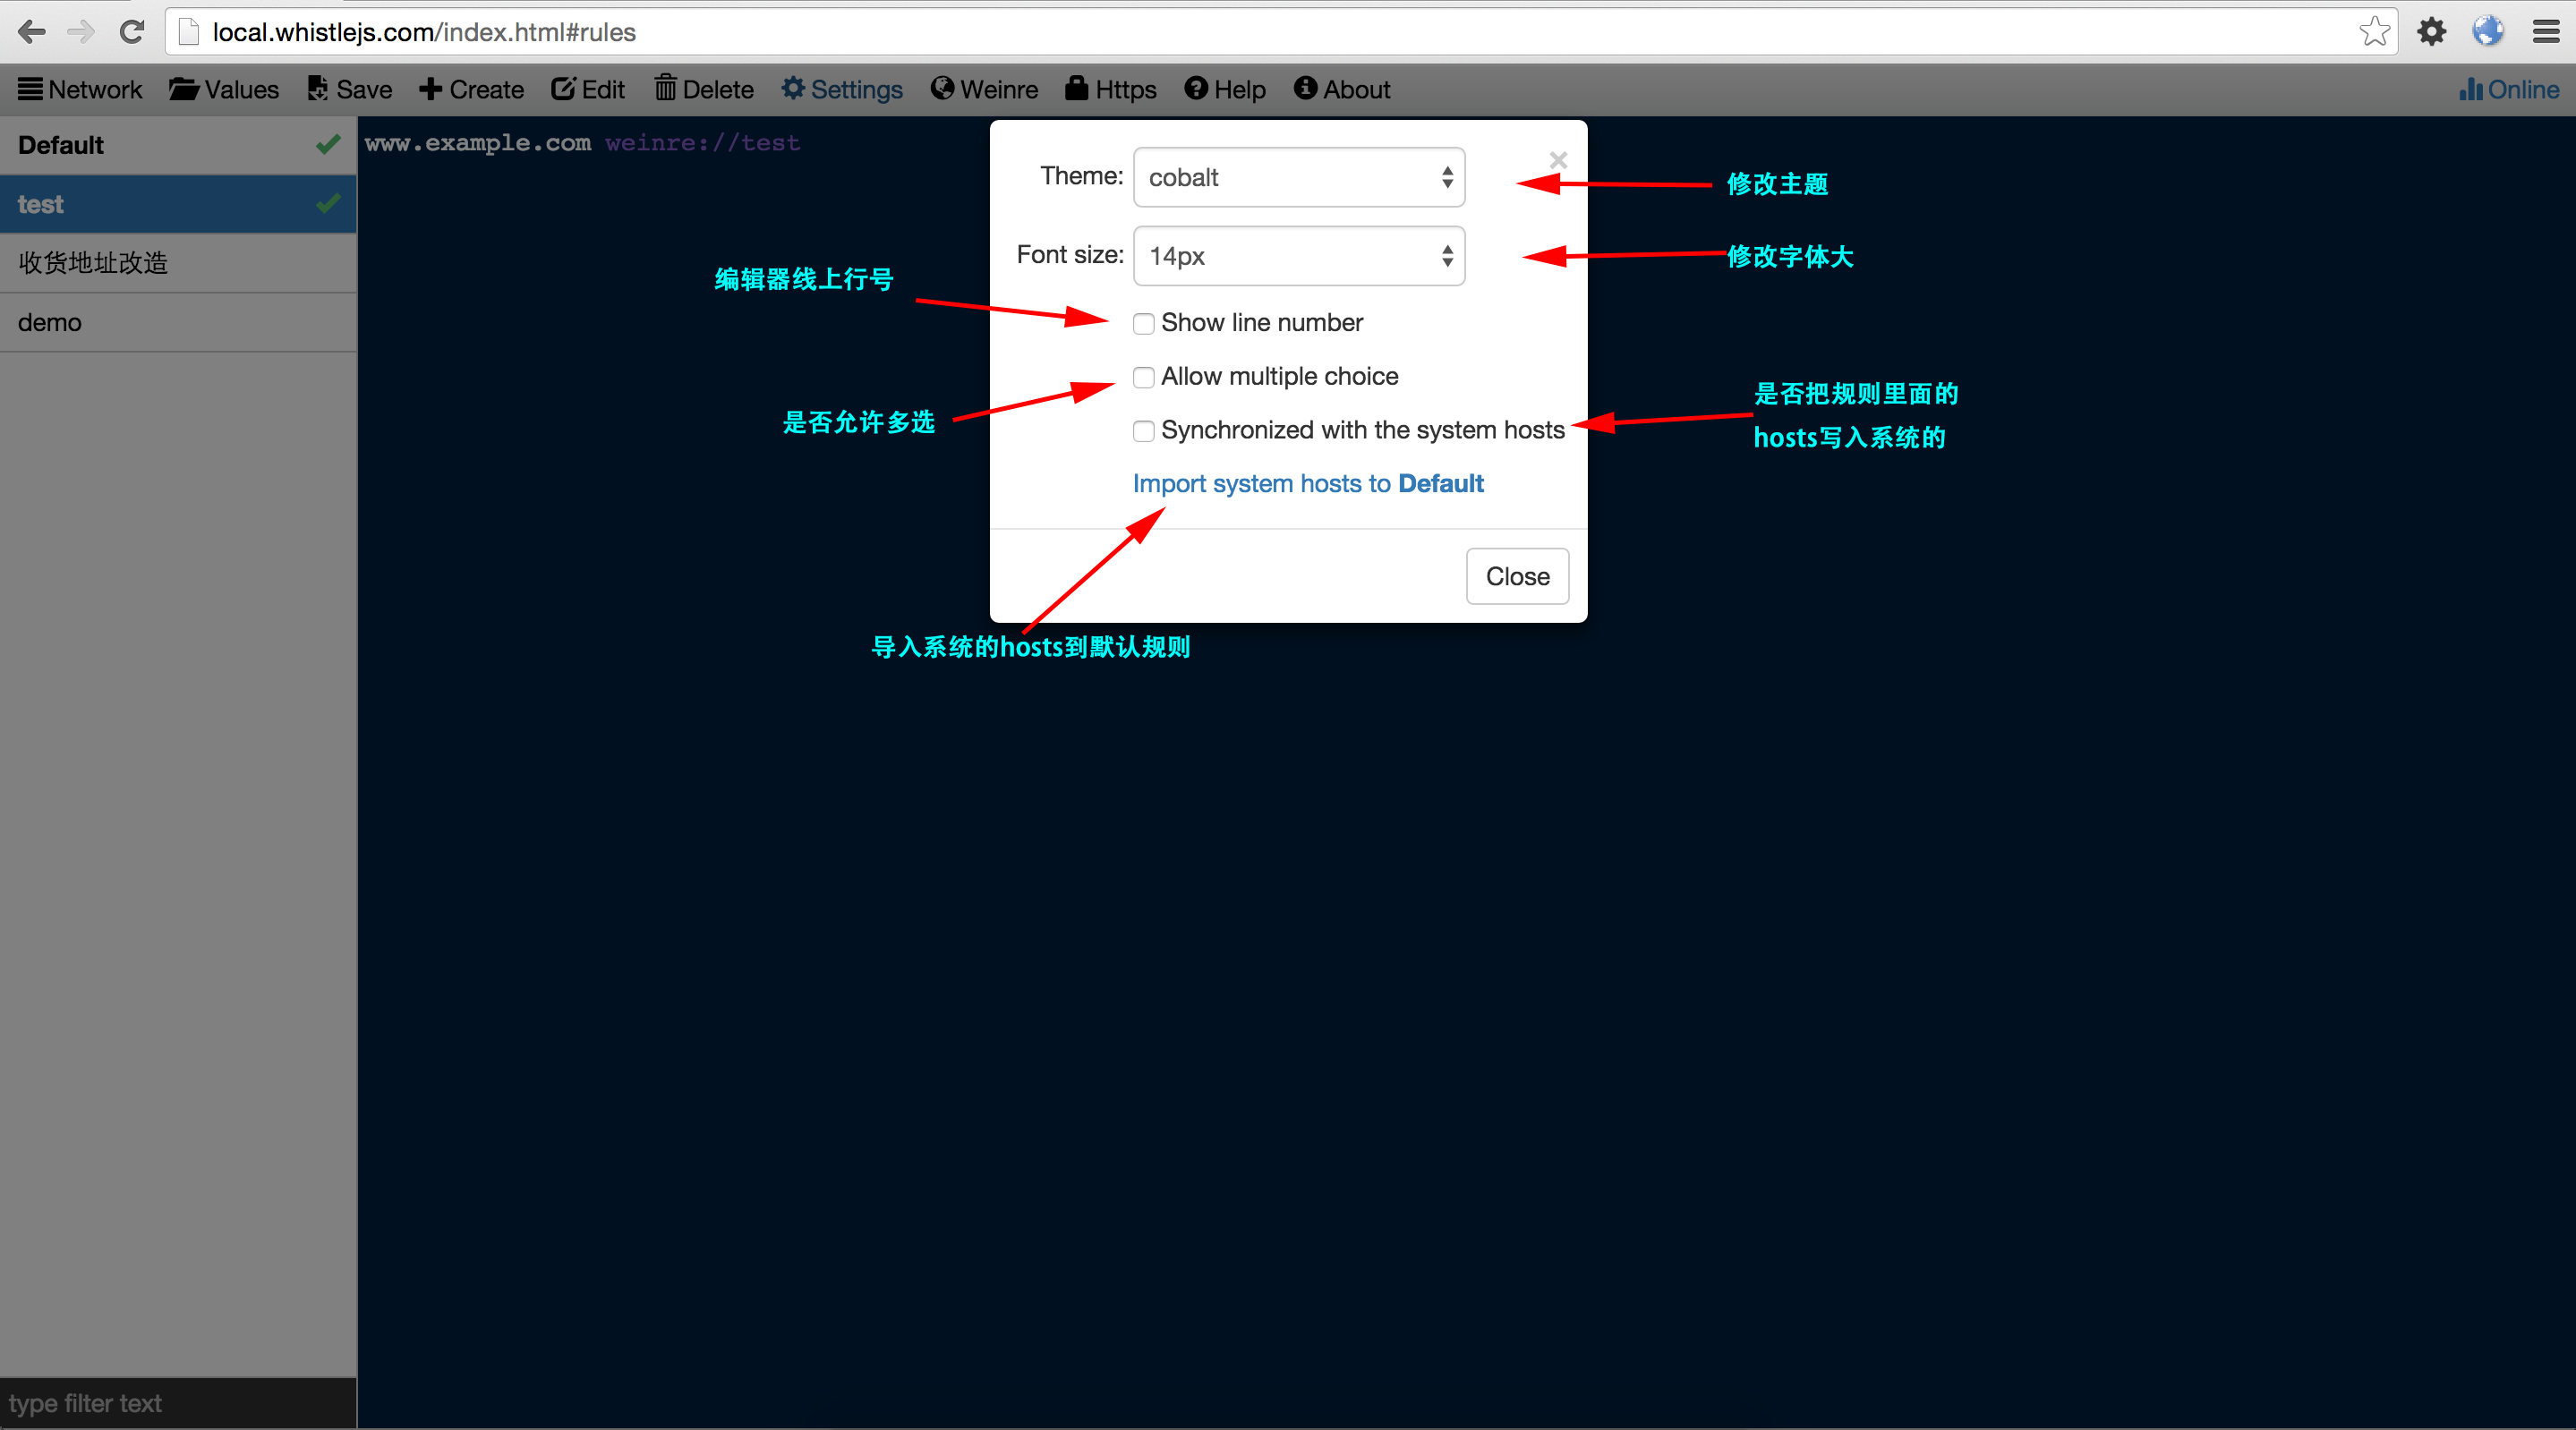 local.whistlejs.com/index.html#rules
Network Values Save Create Edit Delete Settings Weinre Https Help About Online
Default
test
收货地址改造
demo
type filter text
www.example.com weinre://test
Theme: cobalt
修改主题
Font size: 14px
修改字体大
编辑器线上行号
Show line number
Allow multiple choice
是否允许多选
Synchronized with the system hosts
是否把规则里面的
hosts写入系统的
Import system hosts to Default
Close
导入系统的hosts到默认规则